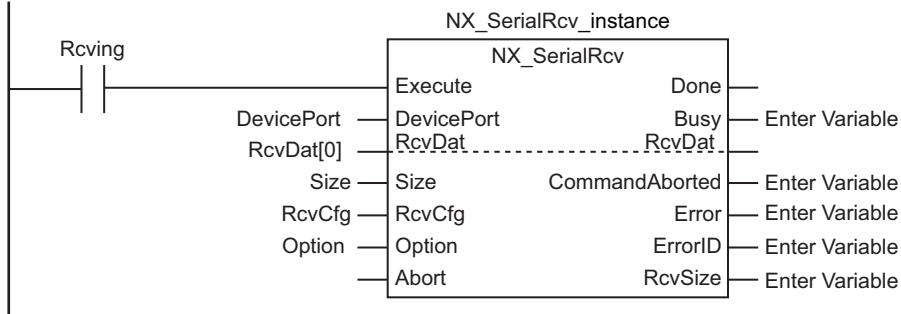 NX_SerialRcv_instance
Rcving
NX_SerialRcv
Execute Done
DevicePort DevicePort Busy Enter Variable
RcvDat[0] RcvDat RcvDat
Size Size CommandAborted Enter Variable
RcvCfg RcvCfg Error Enter Variable
Option Option ErrorID Enter Variable
Abort RcvSize Enter Variable